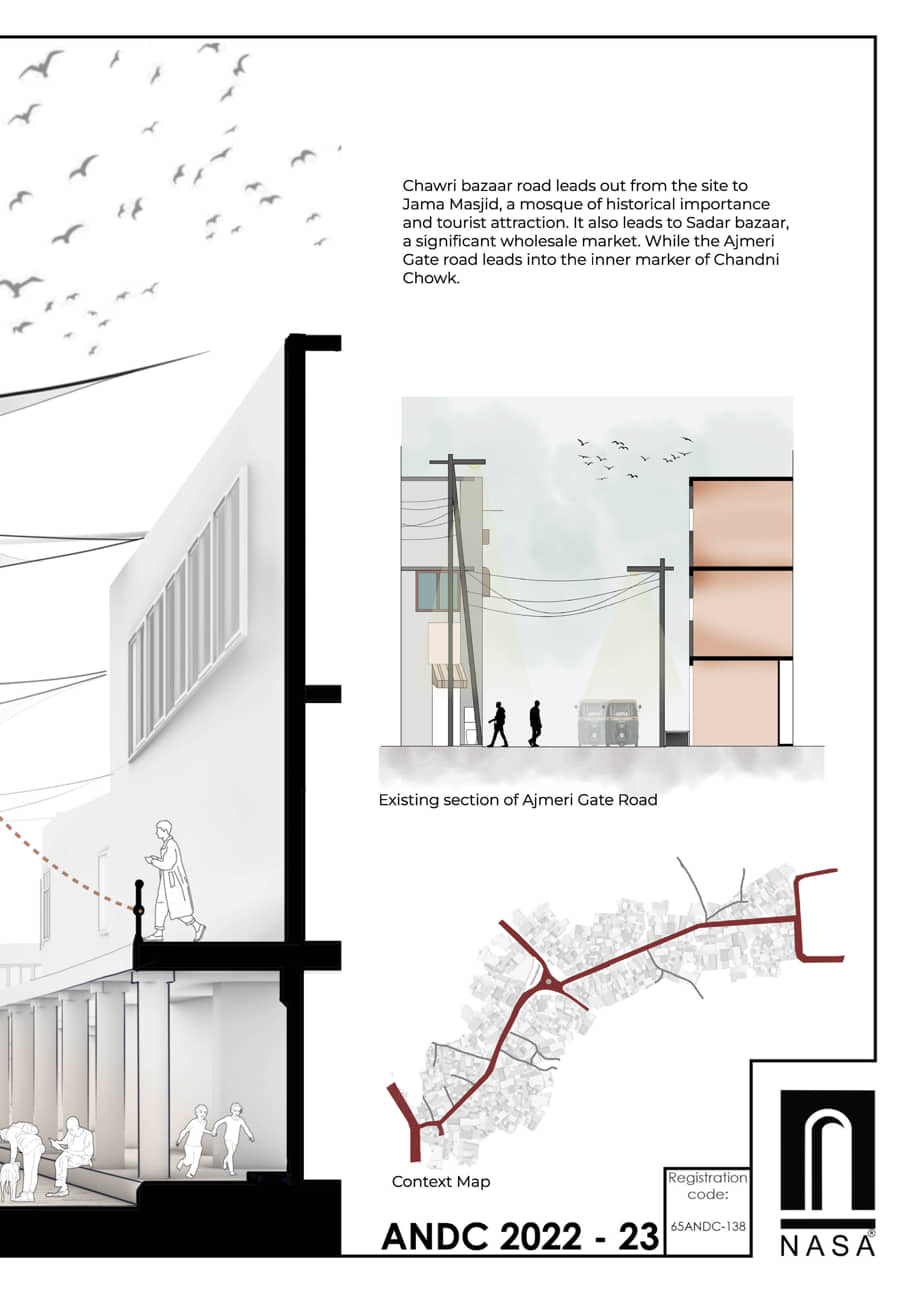 Chawri bazaar road leads out from the site to
Jama Masjid, a mosque of historical importance
and tourist attraction. It also leads to Sadar bazaar,
a significant wholesale market. While the Ajmeri
Gate road leads into the inner marker of Chandni
Chowk.
Existing section of Ajmeri Gate Road
Context Map
ANDC 2022 - 23
Registration
code:
65ANDC-138
NASA®